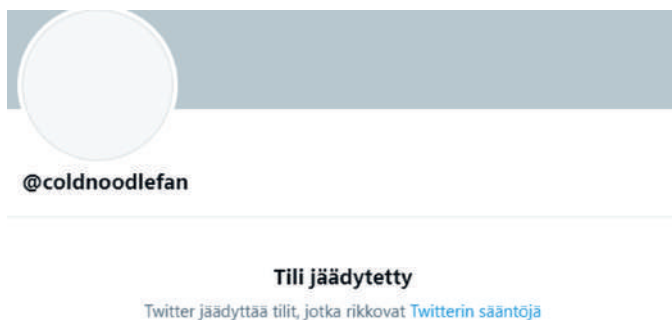 @coldnoodlefan
Tili jäädytetty
Twitter jäädyttää tilit, jotka rikkovat Twitterin sääntöjä